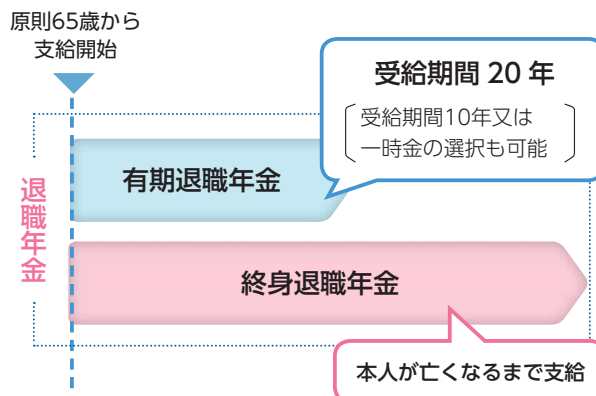 原則65歳から
支給開始
受給期間 20 年
受給期間10年又は
一時金の選択も可能
退職年金
有期退職年金
終身退職年金
本人が亡くなるまで支給